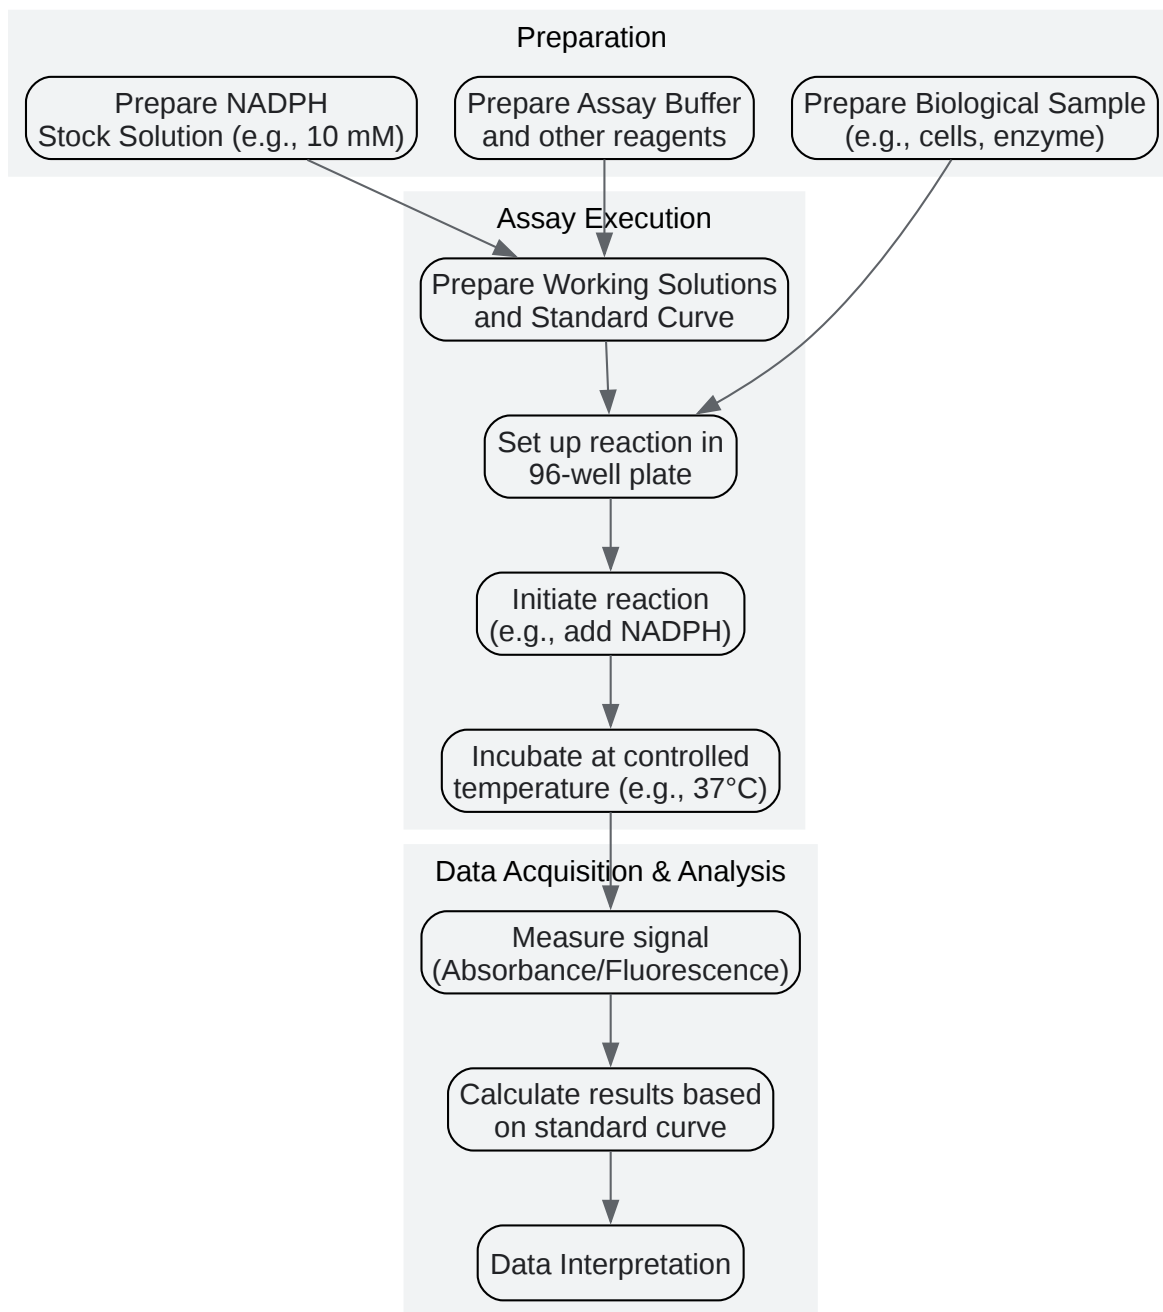 Preparation
Prepare NADPH
Stock Solution (e.g., 10 mM)
Prepare Assay Buffer
and other reagents
Prepare Biological Sample
(e.g., cells, enzyme)
Assay Execution
Prepare Working Solutions
and Standard Curve
Set up reaction in
96-well plate
Initiate reaction
(e.g., add NADPH)
Incubate at controlled
temperature (e.g., 37°C)
Data Acquisition & Analysis
Measure signal
(Absorbance/Fluorescence)
Calculate results based
on standard curve
Data Interpretation